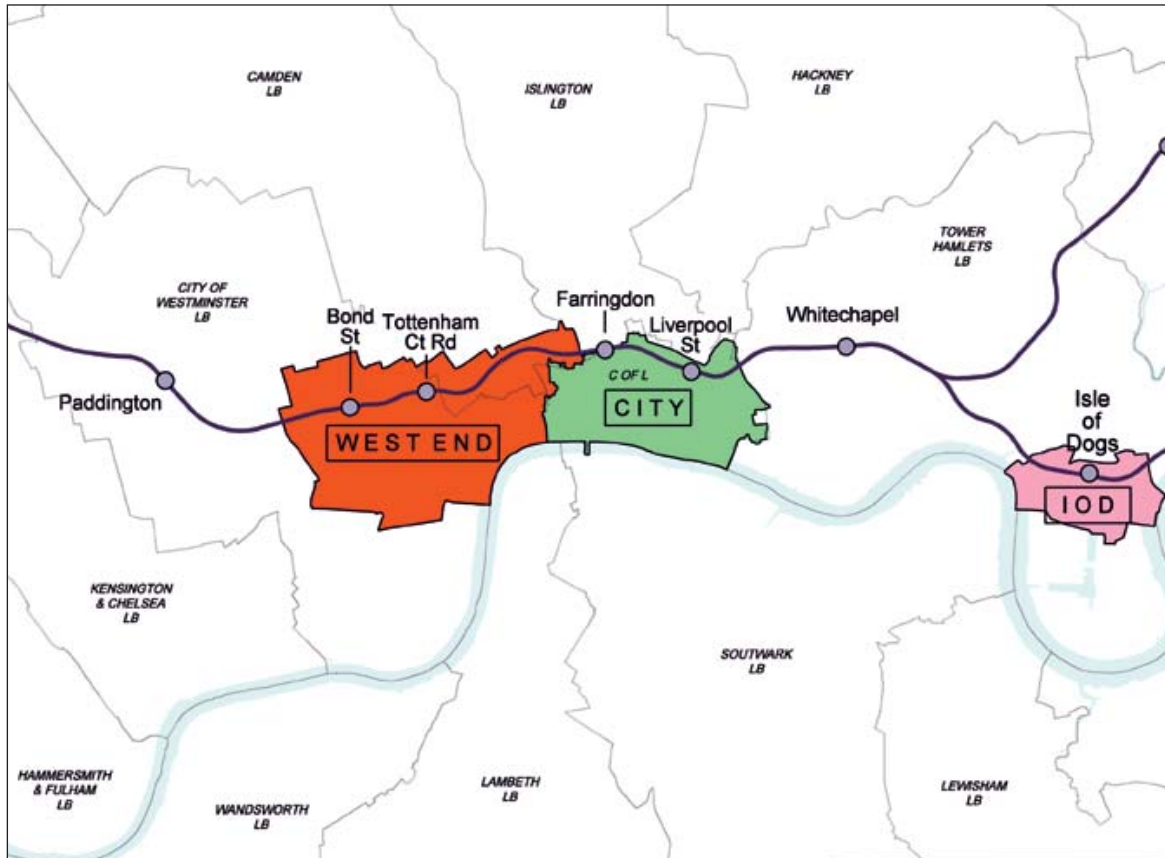 CAMDEN
LB
ISLINGTON
LB
HACKNEY
LB
TOWER
HAMLETS
LB
CITY OF
WESTMINSTER
LB
Bond
St
Tottenham
Ct Rd
Farringdon
Liverpool
St
Whitechapel
Paddington
C OF L
CITY
WEST END
Isle
of
Dogs
IOD
KENSINGTON
& CHELSEA
LB
SOUTWARK
LB
HAMMERSMITH
& FULHAM
LB
WANDSWORTH
LB
LAMBETH
LB
LEWISHAM
LB